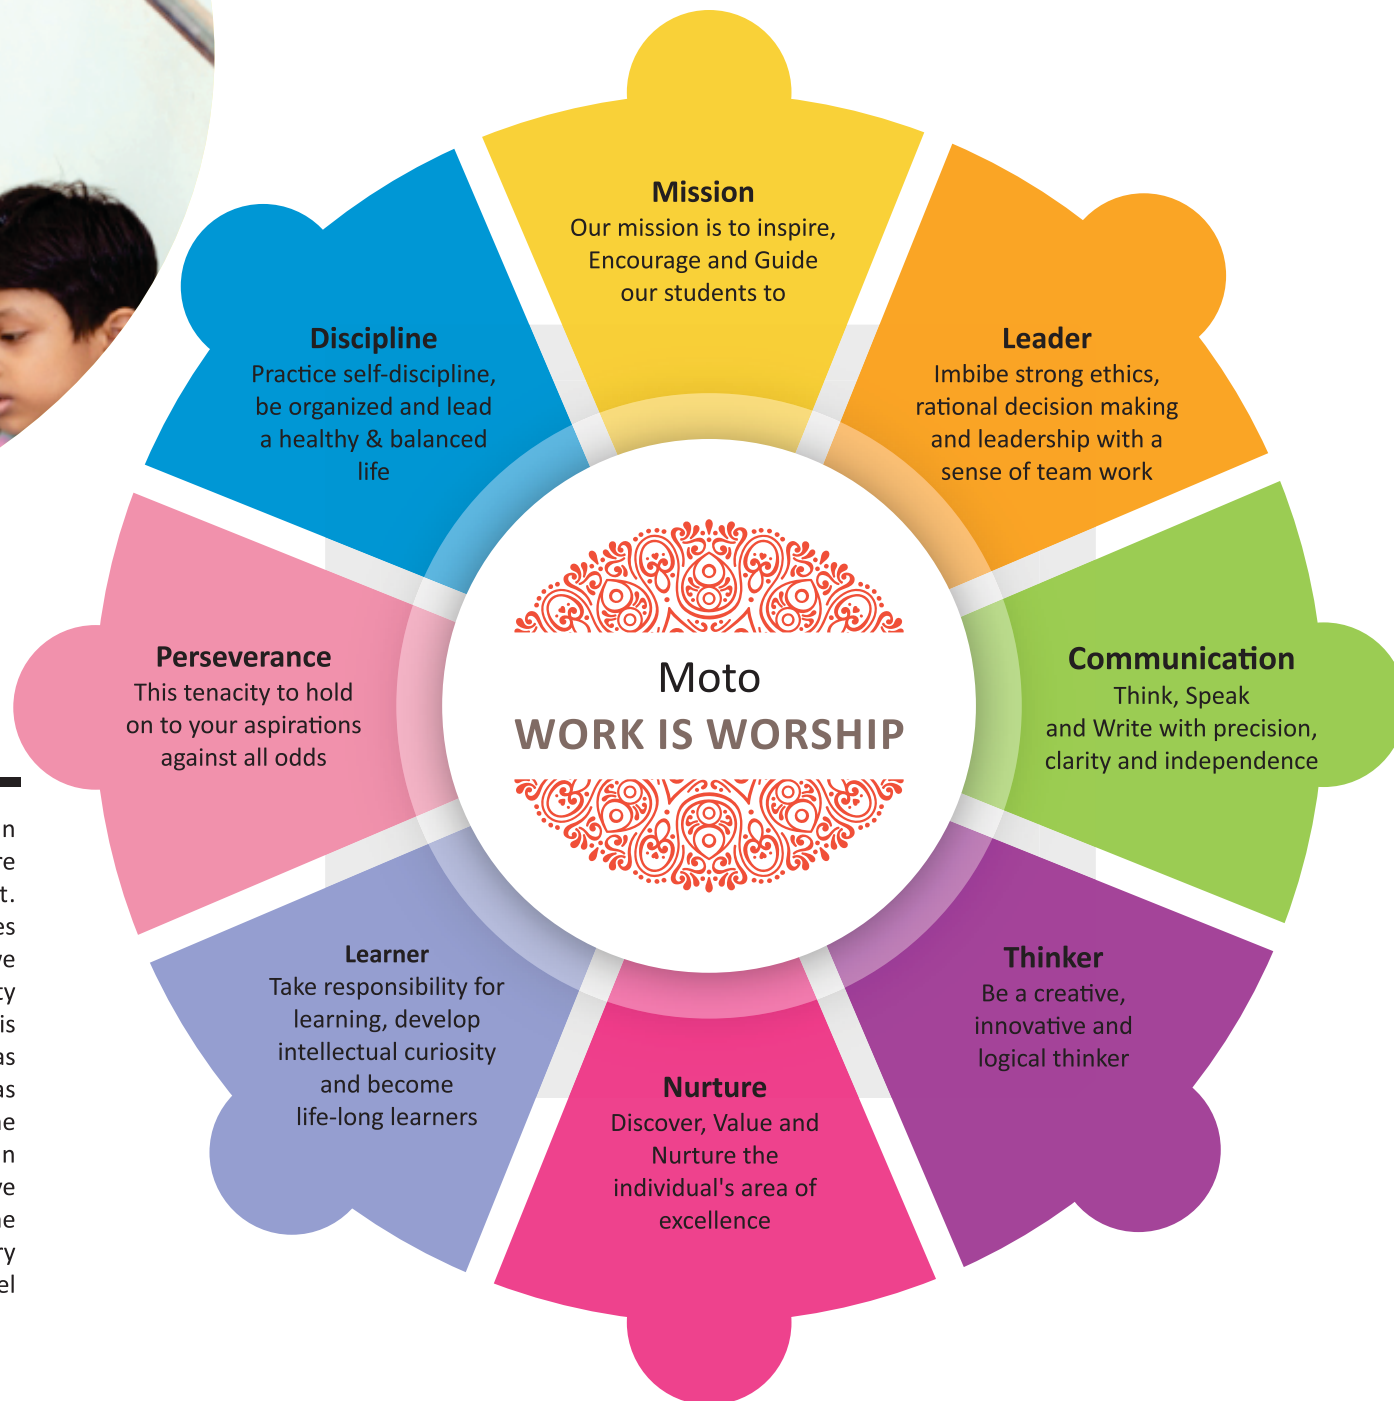 Mission
Our mission is to inspire,
Encourage and Guide
our students to
Leader
Imbibe strong ethics,
rational decision making
and leadership with a
sense of team work
Communication
Think, Speak
and Write with precision,
clarity and independence
Thinker
Be a creative,
innovative and
logical thinker
Nurture
Discover, Value and
Nurture the
individual's area of
excellence
Learner
Take responsibility for
learning, develop
intellectual curiosity
and become
life-long learners
Perseverance
This tenacity to hold
on to your aspirations
against all odds
Discipline
Practice self-discipline,
be organized and lead
a healthy & balanced
life
Moto
WORK IS WORSHIP